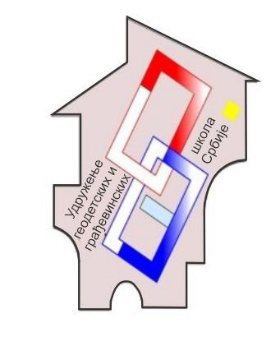 Удружење
геодетских и
грађевинских
школа
Србије